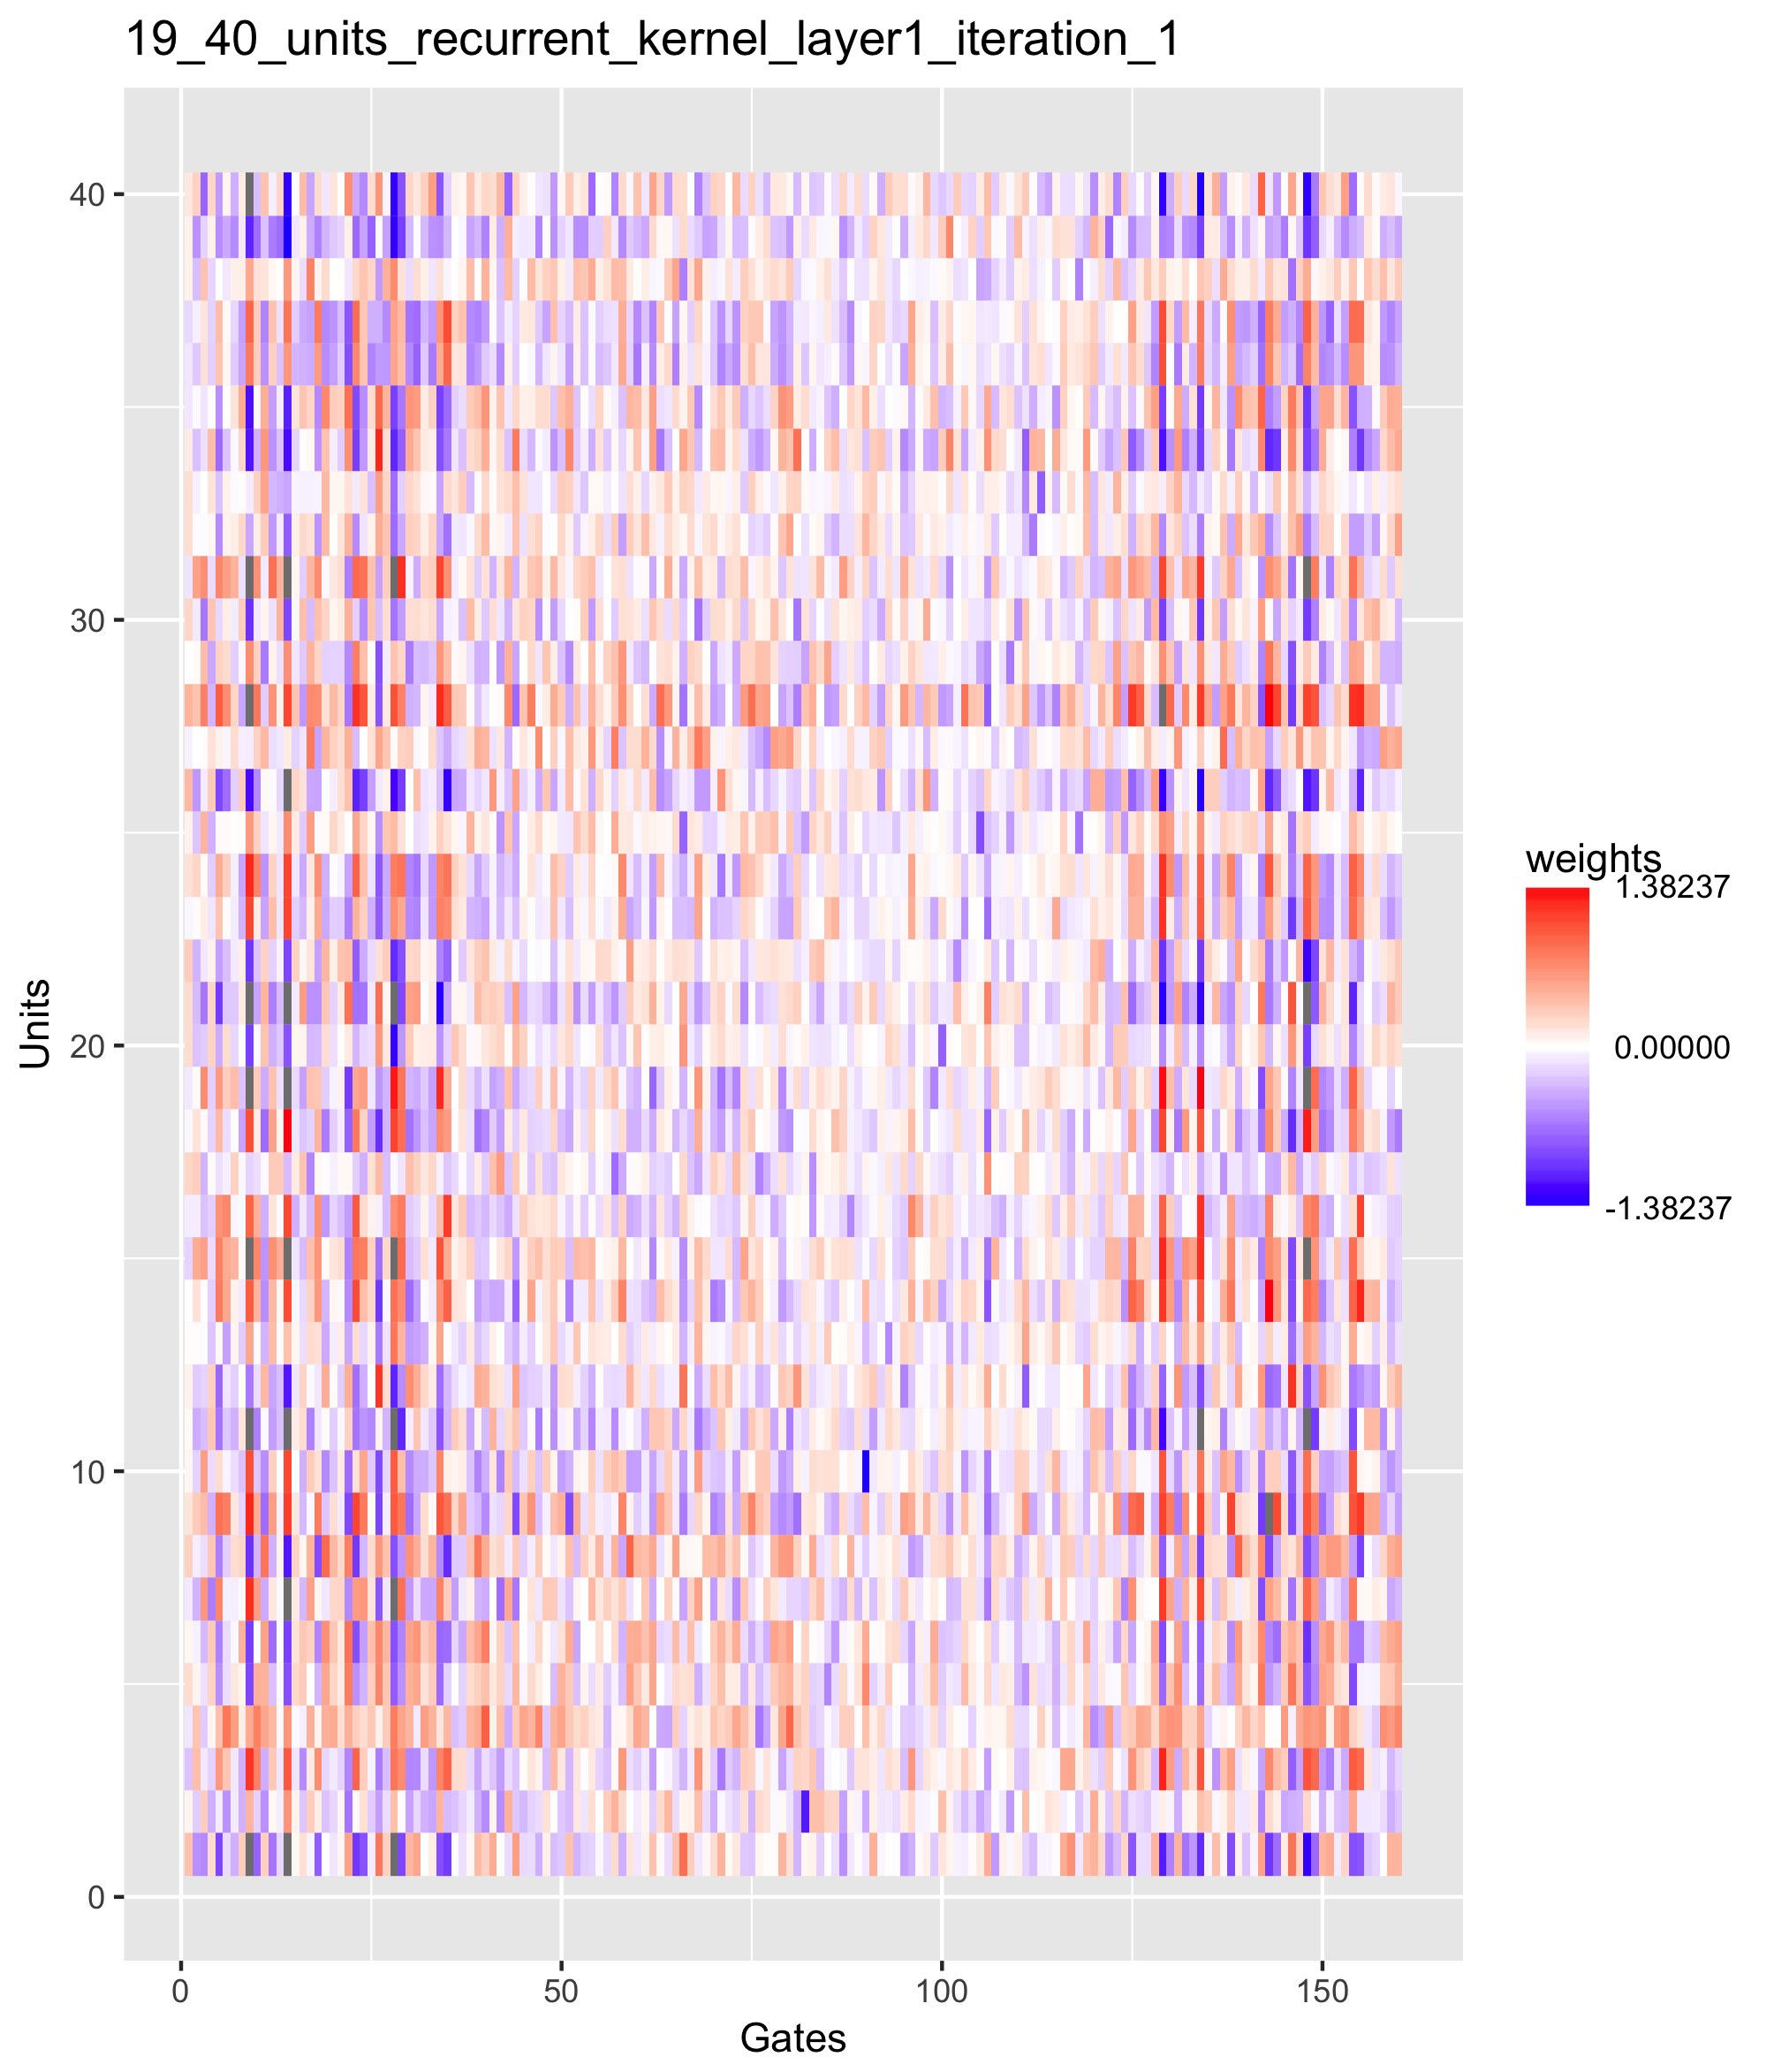 19_40_units_recurrent_kernel_layer1_iteration_1
40
30
20
10
0
Units
0 50 100 150
Gates
weights
1.38237
0.00000
-1.38237